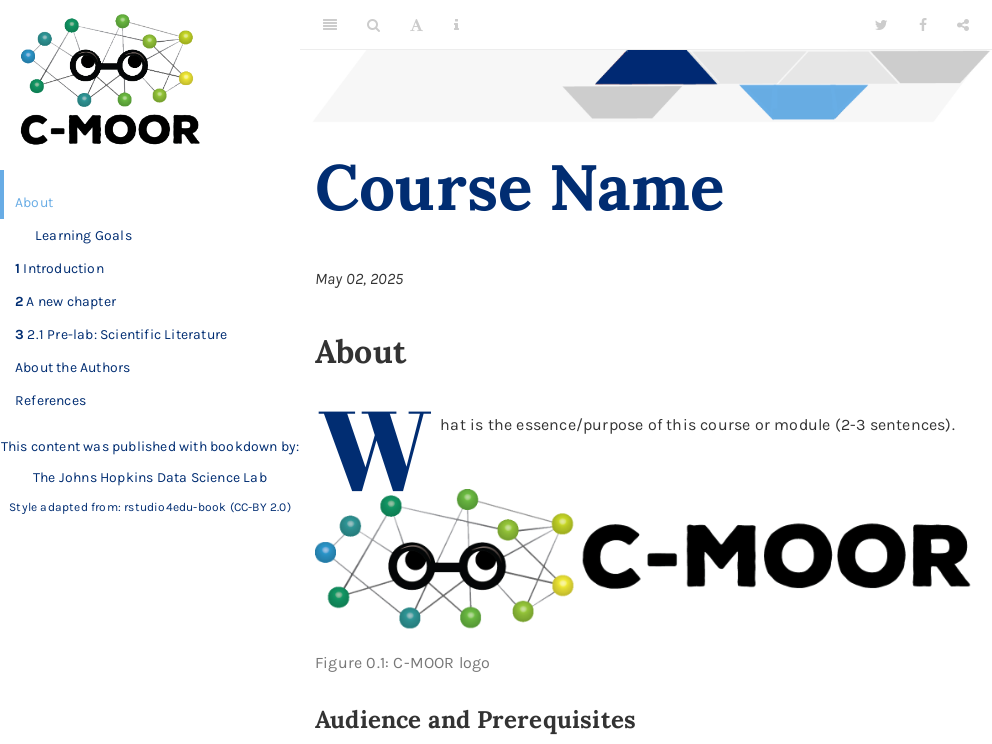 C-MOOR
About
Learning Goals
1 Introduction
2 A new chapter
3 2.1 Pre-lab: Scientific Literature
About the Authors
References
This content was published with bookdown by:
The Johns Hopkins Data Science Lab
Style adapted from: rstudio4edu-book (CC-BY 2.0)
Course Name
May 02, 2025
About
What is the essence/purpose of this course or module (2-3 sentences).
C-MOOR
Figure 0.1: C-MOOR logo
Audience and Prerequisites